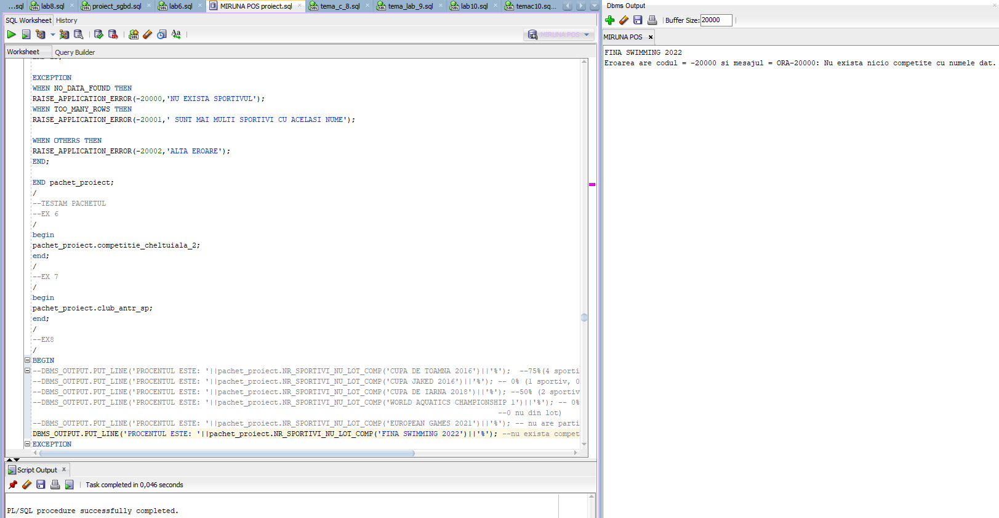 ...sql lab8.sql proiect_sgbd.sql lab6.sql MIRUNA POS proiect.sql tema_c_8.sql tema_lab_9.sql lab10.sql temac10.sq...
SQL Worksheet History
MIRUNA POS
Worksheet Query Builder
EXCEPTION
WHEN NO_DATA_FOUND THEN
RAISE_APPLICATION_ERROR(-20000,'NU EXISTA SPORTIVUL');
WHEN TOO_MANY_ROWS THEN
RAISE_APPLICATION_ERROR(-20001,' SUNT MAI MULTI SPORTIVI CU ACELASI NUME');
WHEN OTHERS THEN
RAISE_APPLICATION_ERROR(-20002,'ALTA EROARE');
END;
END pachet_proiect;
/
--TESTAM PACHETUL
--EX 6
/
begin
pachet_proiect.competitie_cheltuiala_2;
end;
/
--EX 7
/
begin
pachet_proiect.club_antr_sp;
end;
/
--EX8
/
BEGIN
--DBMS_OUTPUT.PUT_LINE('PROCENTUL ESTE: '||pachet_proiect.NR_SPORTIVI_NU_LOT_COMP('CUPA DE TOAMNA 2016')||'%');  --75%(4 sporti
--DBMS_OUTPUT.PUT_LINE('PROCENTUL ESTE: '||pachet_proiect.NR_SPORTIVI_NU_LOT_COMP('CUPA JAKED 2016')||'%'); -- 0% (1 sportiv, 0
--DBMS_OUTPUT.PUT_LINE('PROCENTUL ESTE: '||pachet_proiect.NR_SPORTIVI_NU_LOT_COMP('CUPA DE IARNA 2018')||'%'); --50% (2 sportiv
--DBMS_OUTPUT.PUT_LINE('PROCENTUL ESTE: '||pachet_proiect.NR_SPORTIVI_NU_LOT_COMP('WORLD AQUATICS CHAMPIONSHIP 1')||'%'); -- 0%
--0 nu din lot)
--DBMS_OUTPUT.PUT_LINE('PROCENTUL ESTE: '||pachet_proiect.NR_SPORTIVI_NU_LOT_COMP('EUROPEAN GAMES 2021')||'%'); -- nu are parti
DBMS_OUTPUT.PUT_LINE('PROCENTUL ESTE: '||pachet_proiect.NR_SPORTIVI_NU_LOT_COMP('FINA SWIMMING 2022')||'%'); --nu exista compet
EXCEPTION
Script Output
Task completed in 0,046 seconds
PL/SQL procedure successfully completed.
Dbms Output
Buffer Size: 20000
MIRUNA POS
FINA SWIMMING 2022
Eroarea are codul = -20000 si mesajul = ORA-20000: Nu exista nicio competite cu numele dat.